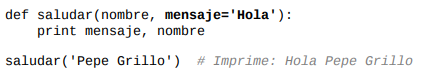 def saludar(nombre, mensaje='Hola'):
    print mensaje, nombre
saludar('Pepe Grillo')  # Imprime: Hola Pepe Grillo